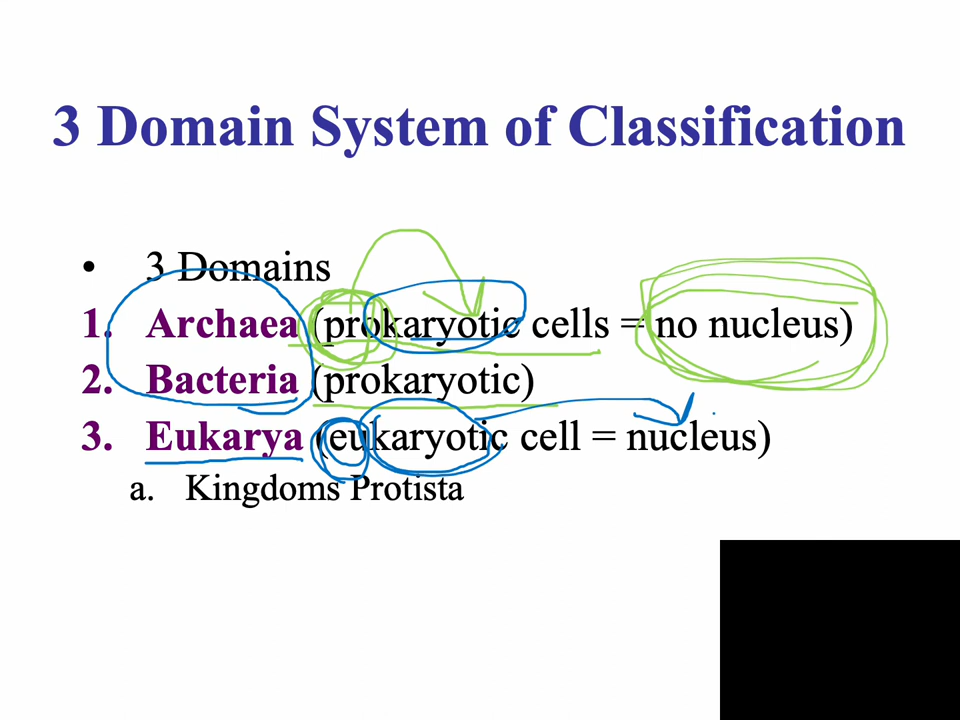 3 Domain System of Classification
• 3 Domains
1. Archaea (prokaryotic cells = no nucleus)
2. Bacteria (prokaryotic)
3. Eukarya (eukaryotic cell = nucleus)
a. Kingdoms Protista